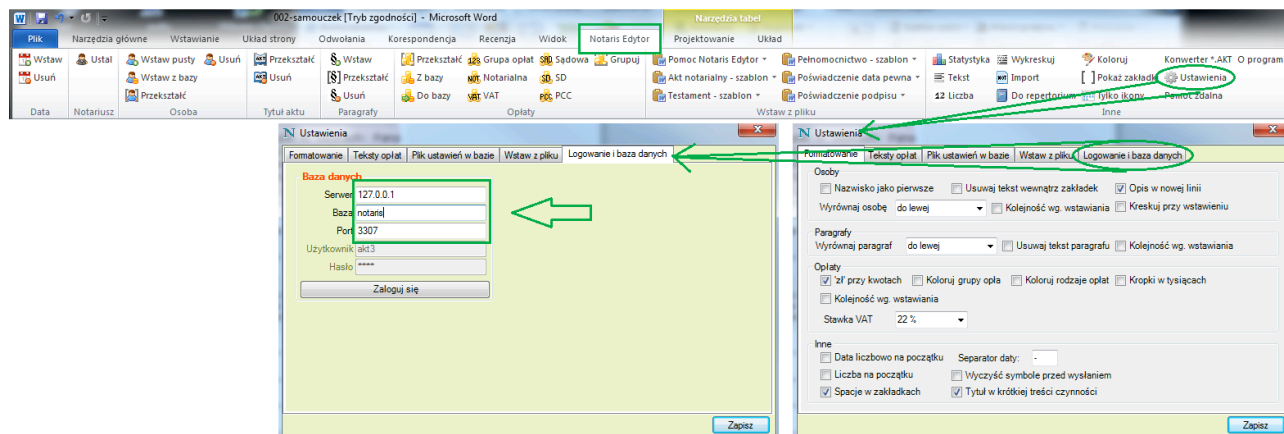 002-samouczek [Tryb zgodności] - Microsoft Word
Narzędzia tabel
Plik Narzędzia główne Wstawianie Układ strony Odwołania Korespondencja Recenzja Widok Notaris Edytor Projektowanie Układ
Wstaw Ustal Wstaw pusty Usuń Przekształć Wstaw Przekształć Grupa opłat Sądowa Grupuj Pomoc Notaris Edytor Pełnomocnictwo - szablon Statystyka Wykreskuj Koloruj Konwerter *.AKT O program
Usuń Wstaw z bazy Usuń Przekształć Z bazy Notarialna SD Akt notarialny - szablon Poświadczenie data pewna Tekst Import Pokaż zakładki Ustawienia
Przekształć Usuń Do bazy VAT PCC Testament - szablon Poświadczenie podpisu 12 Liczba Do repertorium Tylko ikony Pomoc zdalna
Data Notariusz Osoba Tytuł aktu Paragraf Opłaty Wstaw z pliku Inne
Ustawienia
Formatowanie Teksty opłat Plik ustawień w bazie Wstaw z pliku Logowanie i baza danych
Baza danych
Serwer 127.0.0.1
Baza notaris
Port 3307
Użytkownik akt3
Hasło ****
Zaloguj się
Zapisz
Ustawienia
Formatowanie Teksty opłat Plik ustawień w bazie Wstaw z pliku Logowanie i baza danych
Osoby
Nazwisko jako pierwsze Usuwaj tekst wewnątrz zakładek Opis w nowej linii
Wyrównaj osobę do lewej Kolejność wg. wstawiania Kreskuj przy wstawieniu
Paragrafy
Wyrównaj paragraf do lewej Usuwaj tekst paragrafu Kolejność wg. wstawiania
Opłaty
'zł' przy kwotach Koloruj grupy opła Koloruj rodzaje opłat Kropki w tysiącach
Kolejność wg. wstawiania
Stawka VAT 22 %
Inne
Data liczbowo na początku Separator daty: -
Liczba na początku Wyczyść symbole przed wysłaniem
Spacje w zakładkach Tytuł w krótkiej treści czynności
Zapisz